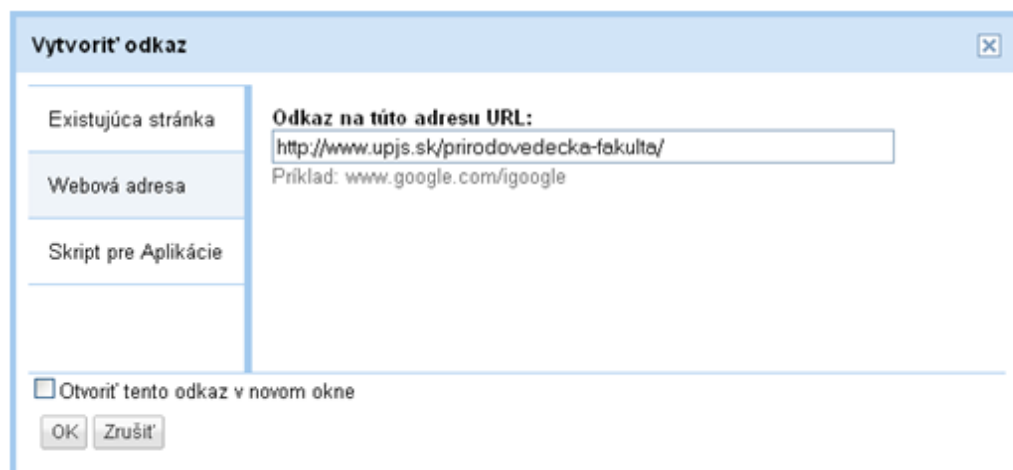 Vytvoriť odkaz
Existujúca stránka
Webová adresa
Skript pre Aplikácie
Odkaz na túto adresu URL:
http://www.upjs.sk/prirodovedecka-fakulta/
Príklad: www.google.com/igoogle
Otvoriť tento odkaz v novom okne
OK Zrušiť